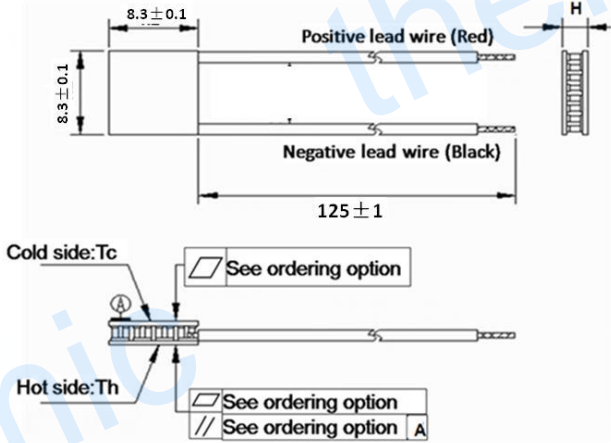 8.3±0.1
H
Positive lead wire (Red)
8.3±0.1
Negative lead wire (Black)
125±1
Cold side:Tc
See ordering option
A
Hot side:Th
See ordering option
// See ordering option A